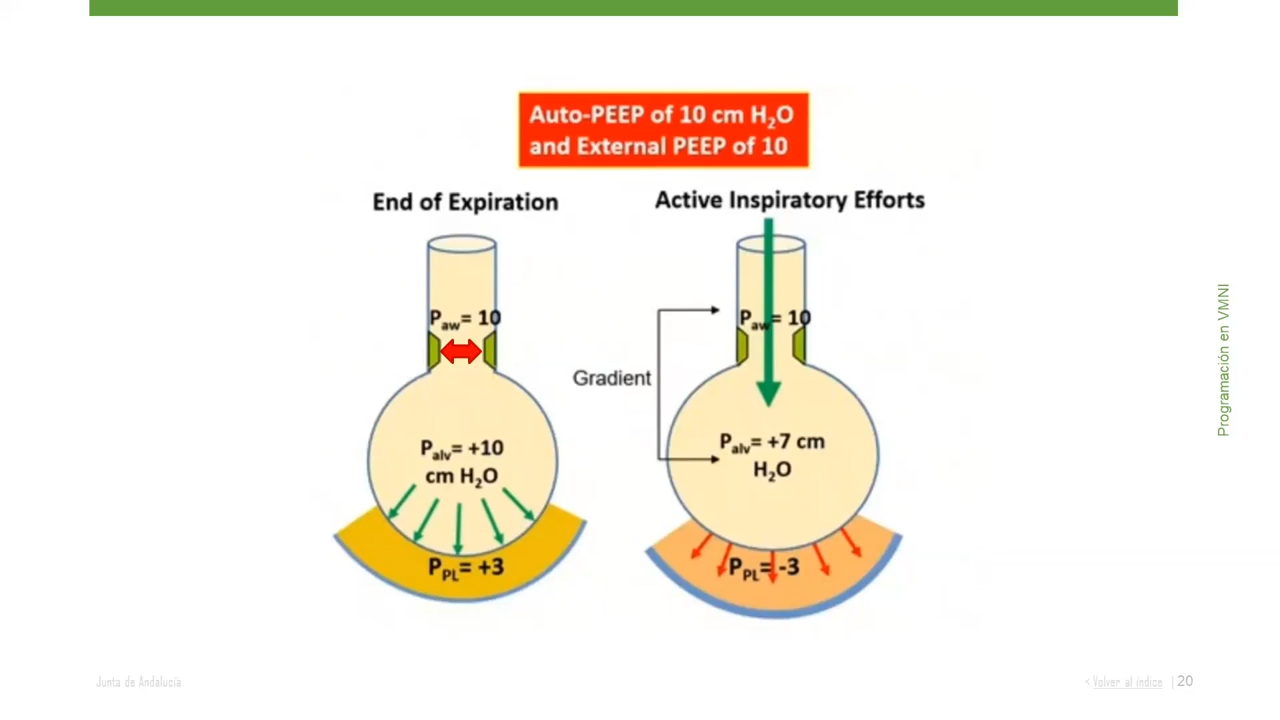 Auto-PEEP of 10 cm H₂O
and External PEEP of 10
End of Expiration
Active Inspiratory Efforts
Paw= 10
Paw= 10
Gradient
Palv= +10
cm H₂O
Palv= +7 cm
H₂O
PPL= +3
PPL= -3
Programación en VMNI
Junta de Andalucía
< Volver al índice | 20